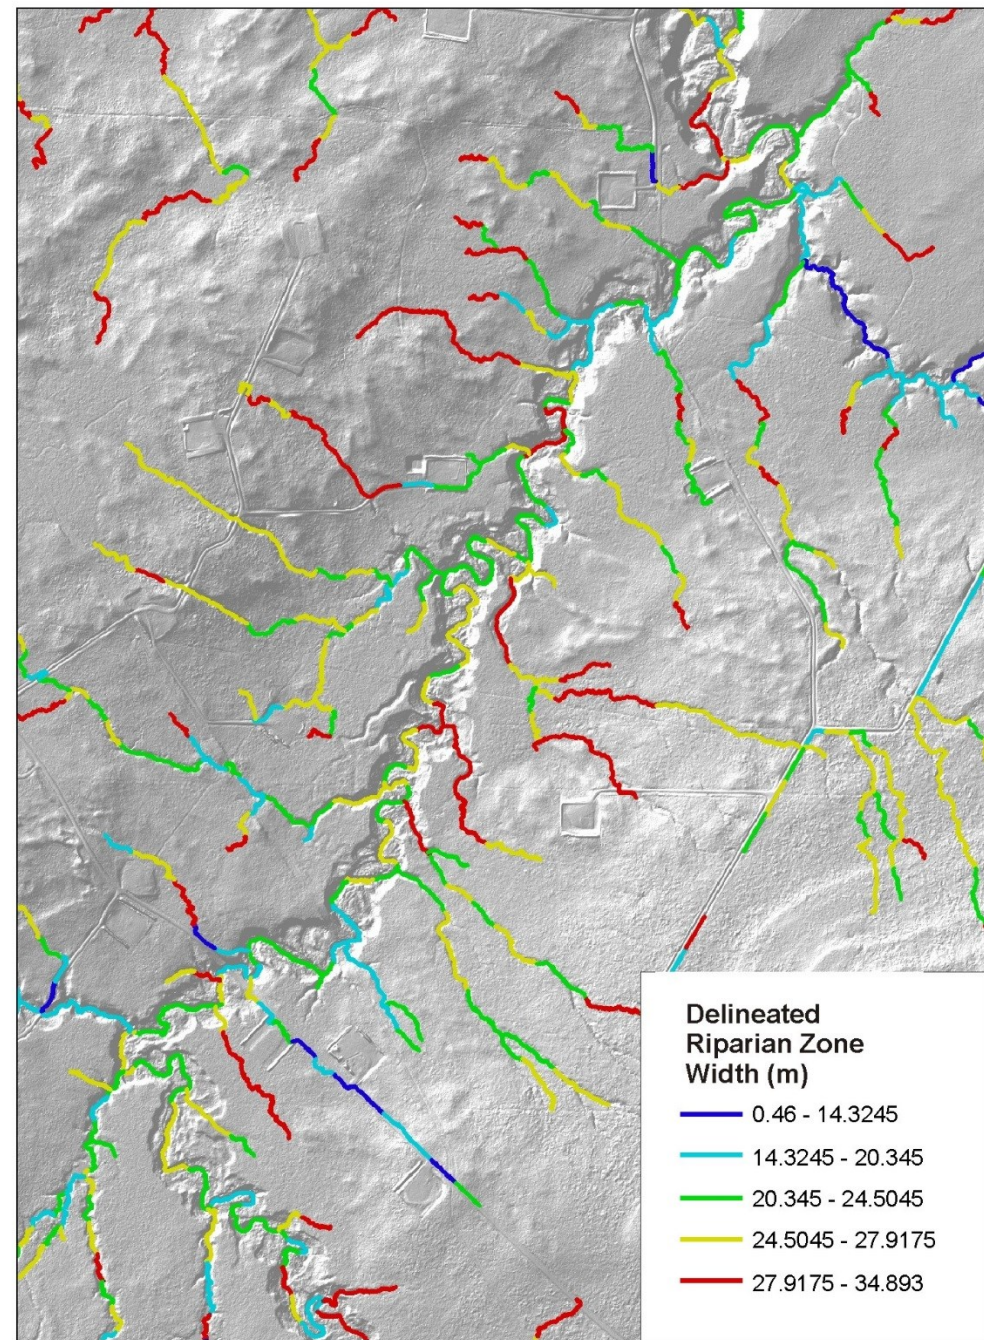 Delineated
Riparian Zone
Width (m)
0.46 - 14.3245
14.3245 - 20.345
20.345 - 24.5045
24.5045 - 27.9175
27.9175 - 34.893